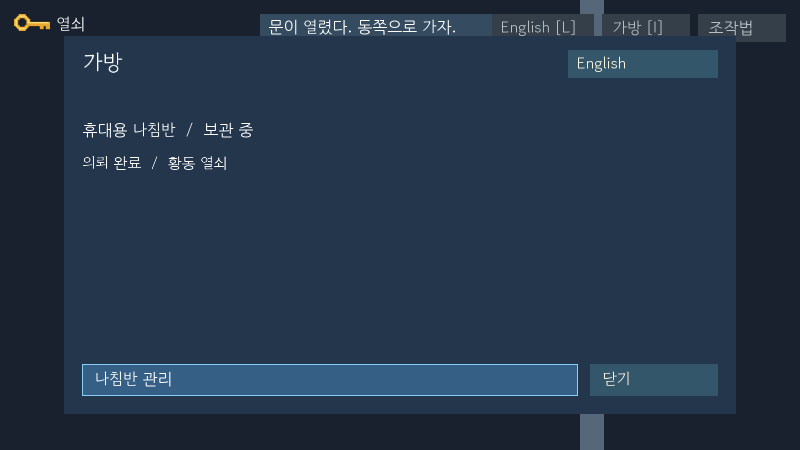 열쇠
문이 열렸다. 동쪽으로 가자.
English [L]
가방 [I]
조작법
가방
English
휴대용 나침반 / 보관 중
의뢰 완료 / 황동 열쇠
나침반 관리
닫기